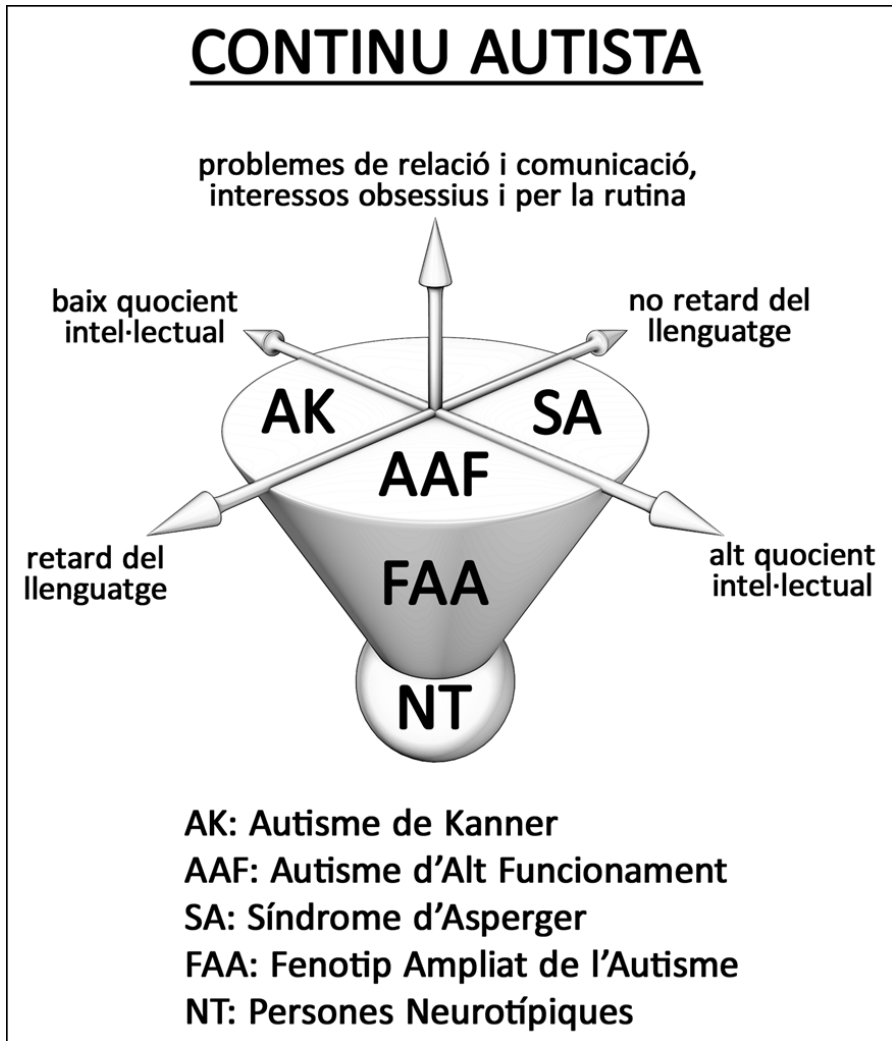 CONTINU AUTISTA
problemes de relació i comunicació,
interessos obsessius i per la rutina
baix quocient
intel·lectual
no retard del
llenguatge
AK
SA
AAF
retard del
llenguatge
FAA
alt quocient
intel·lectual
NT
AK: Autisme de Kanner
AAF: Autisme d’Alt Funcionament
SA: Síndrome d’Asperger
FAA: Fenotip Ampliat de l’Autisme
NT: Persones Neurotípiques